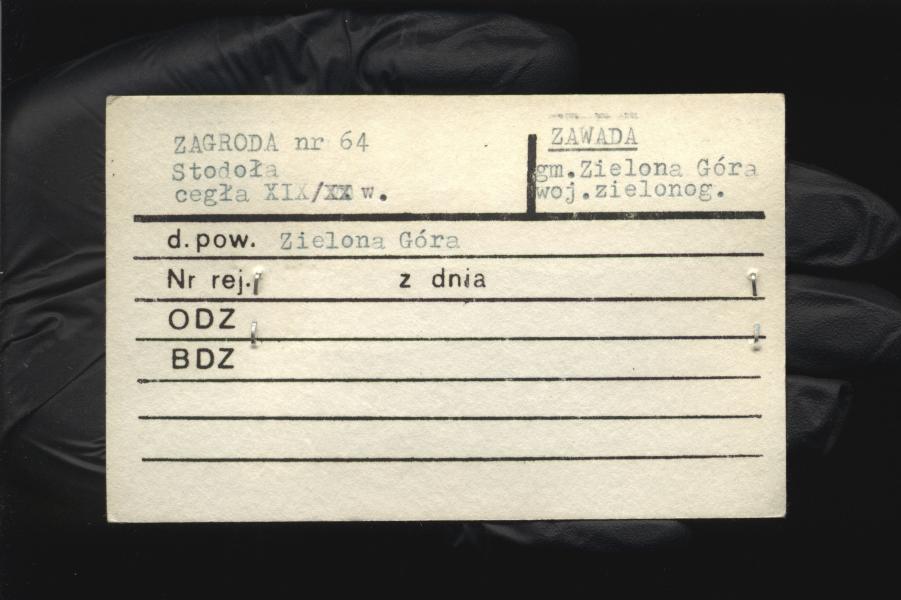 ZAGRODA nr 64
Stodoła
cegła XIX/XX w.
ZAWADA
gm.Zielona Góra
woj.zielonog.
d. pow. Zielona Góra
Nr rej. z dnia
ODZ
BDZ